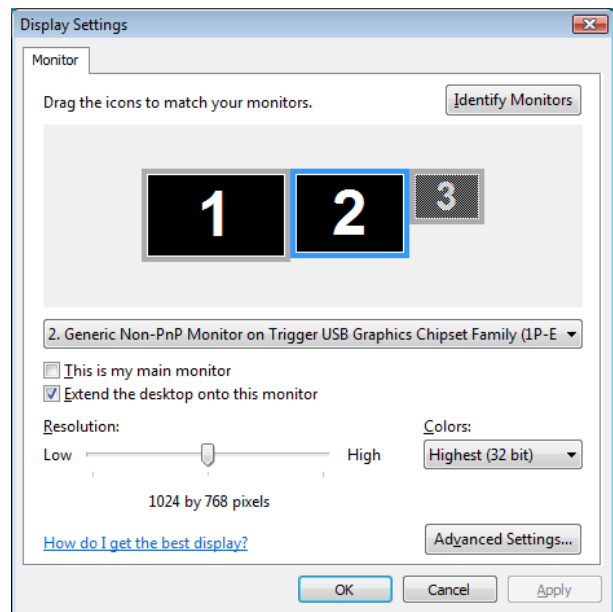 Display Settings
Monitor
Drag the icons to match your monitors.
Identify Monitors
1
2
3
2. Generic Non-PnP Monitor on Trigger USB Graphics Chipset Family (1P-E
This is my main monitor
Extend the desktop onto this monitor
Resolution:
Colors:
Low
High
Highest (32 bit)
1024 by 768 pixels
How do I get the best display?
Advanced Settings...
OK
Cancel
Apply